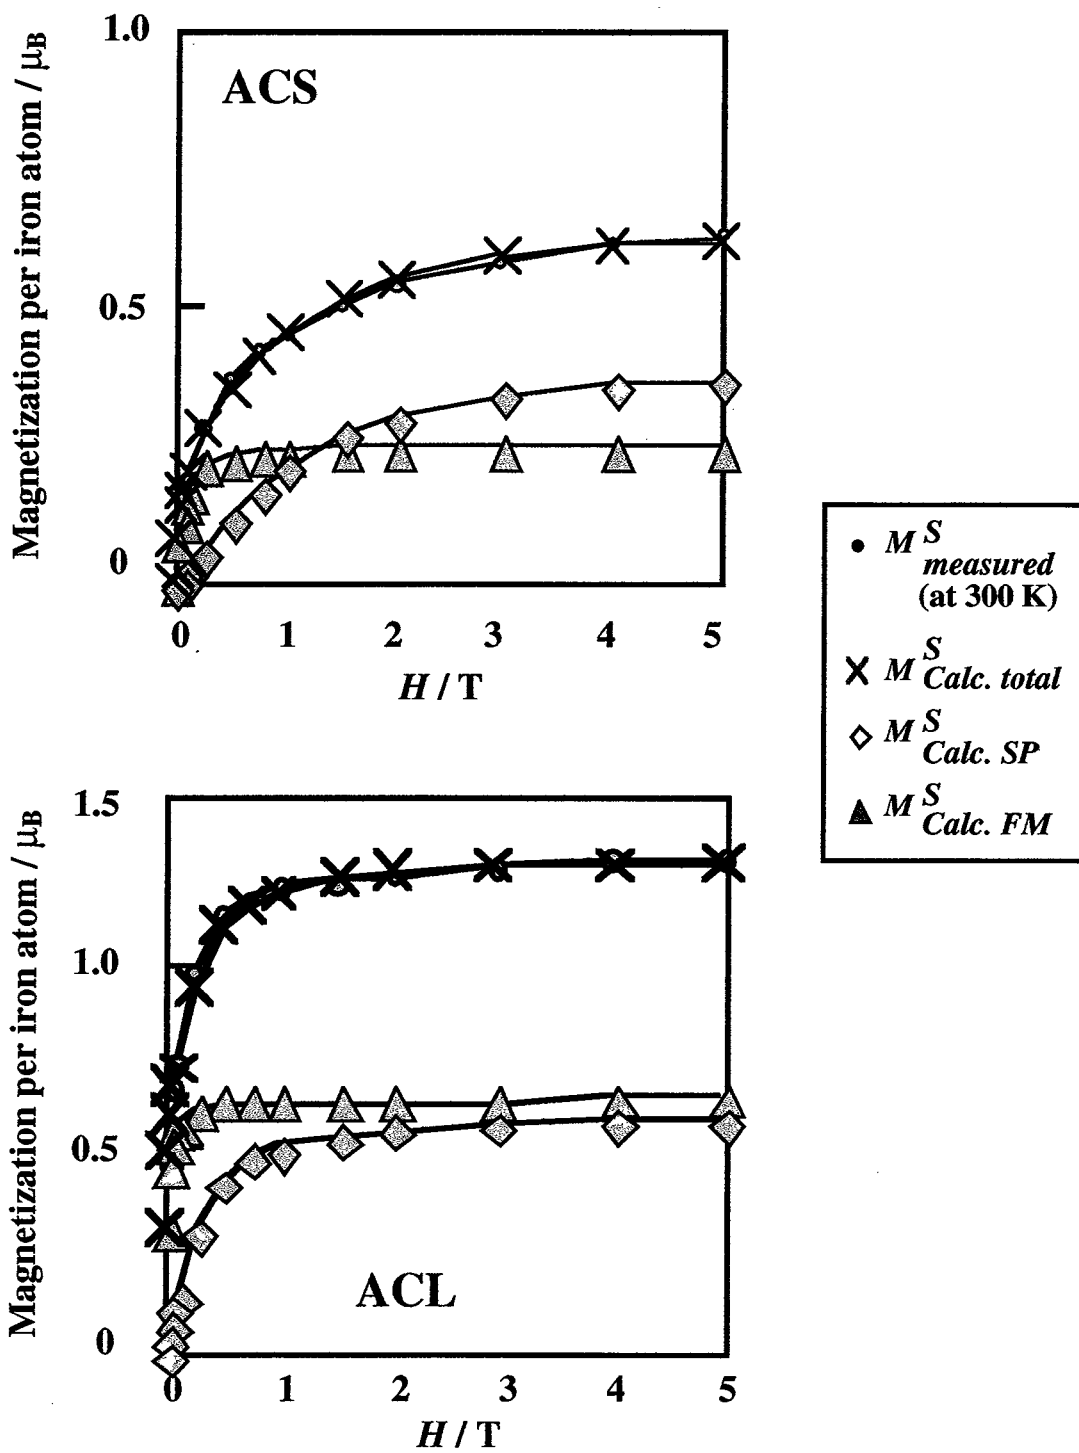 Magnetization per iron atom / μB
1.0
ACS
0.5
0
0 1 2 3 4 5
H / T
M S measured
(at 300 K)
M S Calc. total
M S Calc. SP
M S Calc. FM
Magnetization per iron atom / μB
1.5
1.0
0.5
ACL
0
0 1 2 3 4 5
H / T